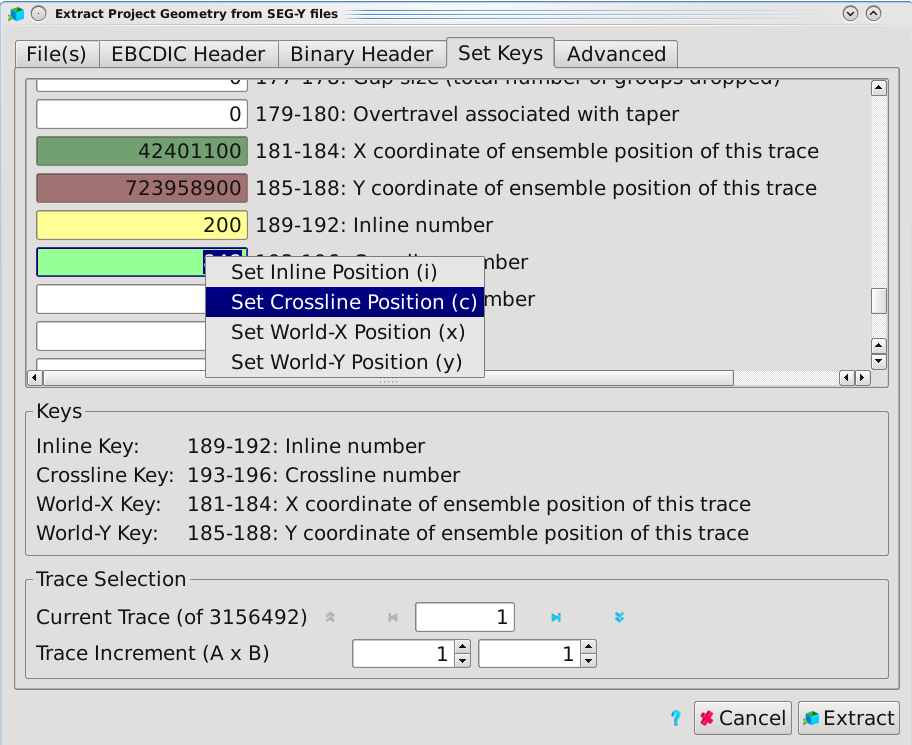 Extract Project Geometry from SEG-Y files
File(s) EBCDIC Header Binary Header Set Keys Advanced
0 177-178: Gap size (total number of groups dropped)
0 179-180: Overtravel associated with taper
42401100 181-184: X coordinate of ensemble position of this trace
723958900 185-188: Y coordinate of ensemble position of this trace
200 189-192: Inline number
mber
Set Inline Position (i)
Set Crossline Position (c) mber
Set World-X Position (x)
Set World-Y Position (y)
Keys
Inline Key: 189-192: Inline number
Crossline Key: 193-196: Crossline number
World-X Key: 181-184: X coordinate of ensemble position of this trace
World-Y Key: 185-188: Y coordinate of ensemble position of this trace
Trace Selection
Current Trace (of 3156492) 1
Trace Increment (A x B) 1 1
? Cancel Extract